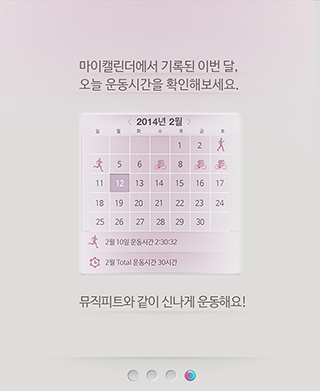 마이캘린더에서 기록된 이번 달,
오늘 운동시간을 확인해보세요.
2014년 2월
일 월 화 수 목 금 토
1 2
5 6 8
11 12 13 14 15 16 17
18 19 20 21 22 23 24
25 26 27 28 29 30
2월 10일 운동시간 2:30:32
2월 Total 운동시간 30시간
뮤직피트와 같이 신나게 운동해요!